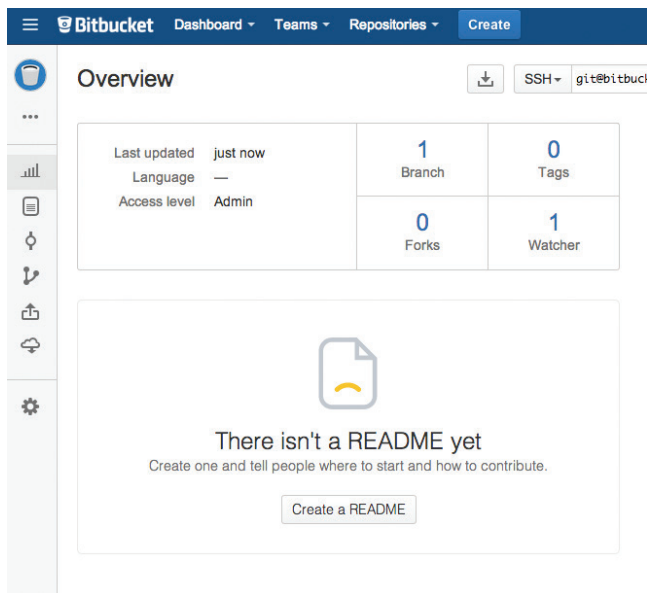 Bitbucket Dashboard Teams Repositories Create
Overview
SSH git@bitbuck
Last updated just now
Language —
Access level Admin
1
Branch
0
Tags
0
Forks
1
Watcher
There isn't a README yet
Create one and tell people where to start and how to contribute.
Create a README